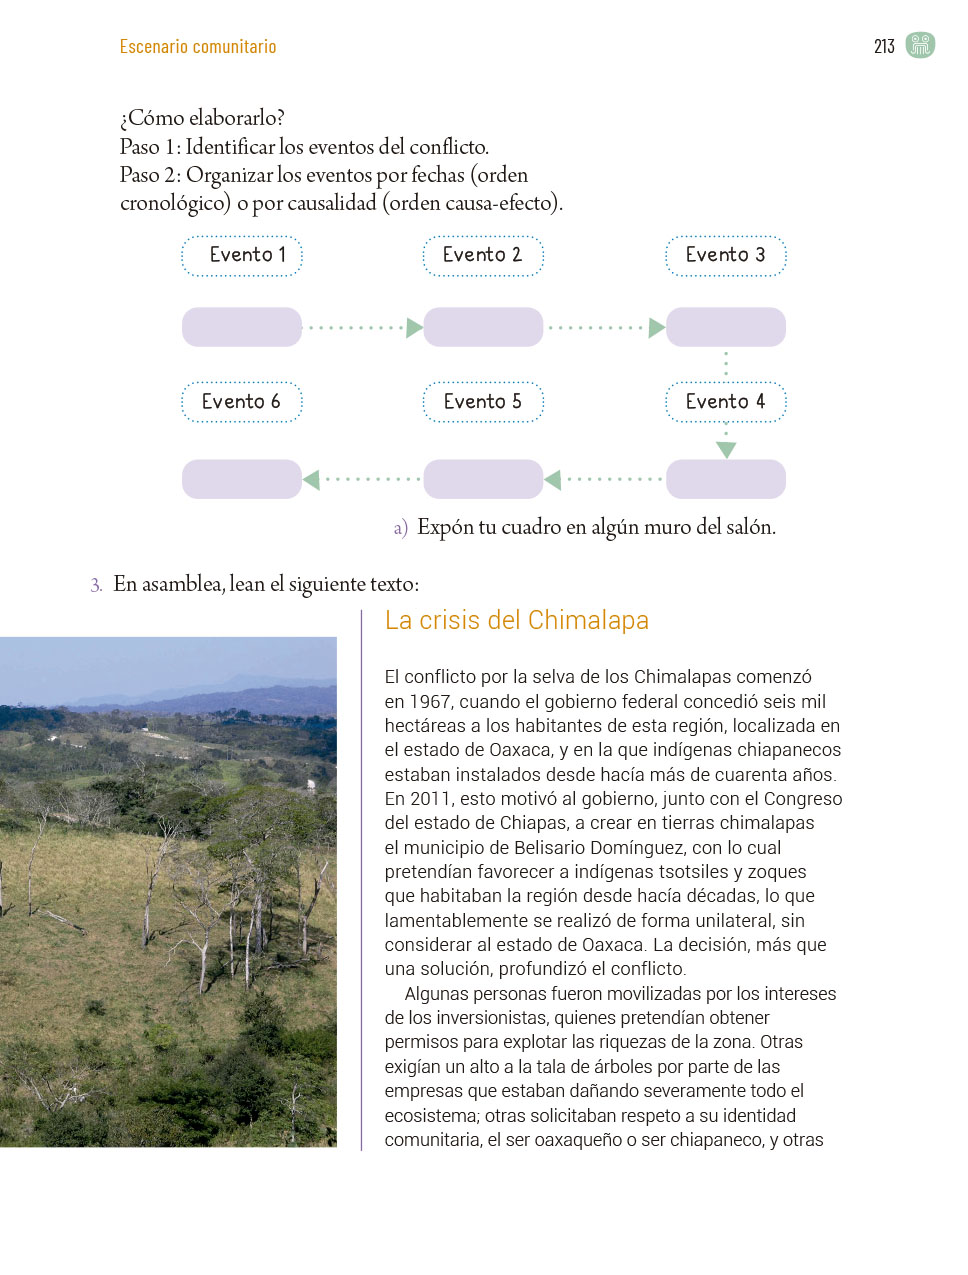 Escenario comunitario
213
¿Cómo elaborarlo?
Paso 1: Identificar los eventos del conflicto.
Paso 2: Organizar los eventos por fechas (orden
cronológico) o por causalidad (orden causa-efecto).
Evento 1
Evento 2
Evento 3
Evento 6
Evento 5
Evento 4
a) Expón tu cuadro en algún muro del salón.
3. En asamblea, lean el siguiente texto:
La crisis del Chimalapa
El conflicto por la selva de los Chimalapas comenzó
en 1967, cuando el gobierno federal concedió seis mil
hectáreas a los habitantes de esta región, localizada en
el estado de Oaxaca, y en la que indígenas chiapanecos
estaban instalados desde hacía más de cuarenta años.
En 2011, esto motivó al gobierno, junto con el Congreso
del estado de Chiapas, a crear en tierras chimalapas
el municipio de Belisario Domínguez, con lo cual
pretendían favorecer a indígenas tsotsiles y zoques
que habitaban la región desde hacía décadas, lo que
lamentablemente se realizó de forma unilateral, sin
considerar al estado de Oaxaca. La decisión, más que
una solución, profundizó el conflicto.
Algunas personas fueron movilizadas por los intereses
de los inversionistas, quienes pretendían obtener
permisos para explotar las riquezas de la zona. Otras
exigían un alto a la tala de árboles por parte de las
empresas que estaban dañando severamente todo el
ecosistema; otras solicitaban respeto a su identidad
comunitaria, el ser oaxaqueño o ser chiapaneco, y otras